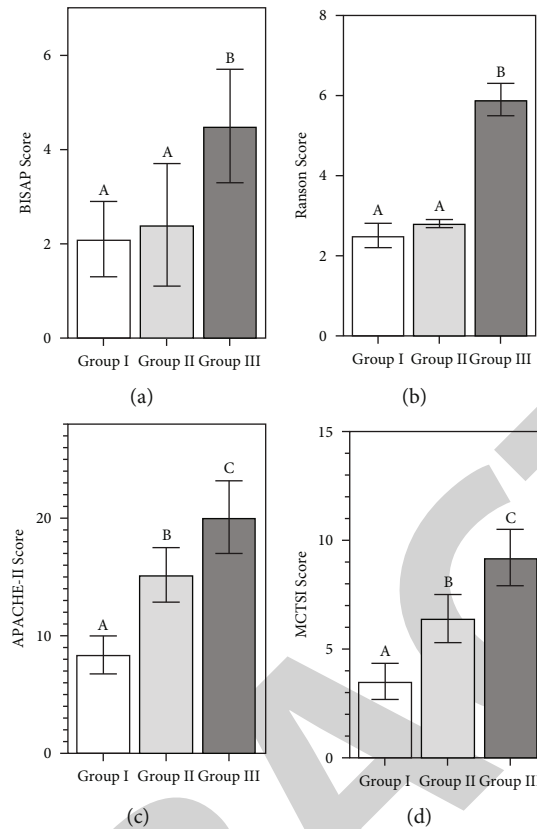 BISAP Score
6
4
2
0
A
A
B
Group I
Group II
Group III
(a)
Ranson Score
8
6
4
2
0
A
A
B
Group I
Group II
Group III
(b)
APACHE-II Score
20
10
0
A
B
C
Group I
Group II
Group III
(c)
MCTSI Score
15
10
5
0
A
B
C
Group I
Group II
Group III
(d)